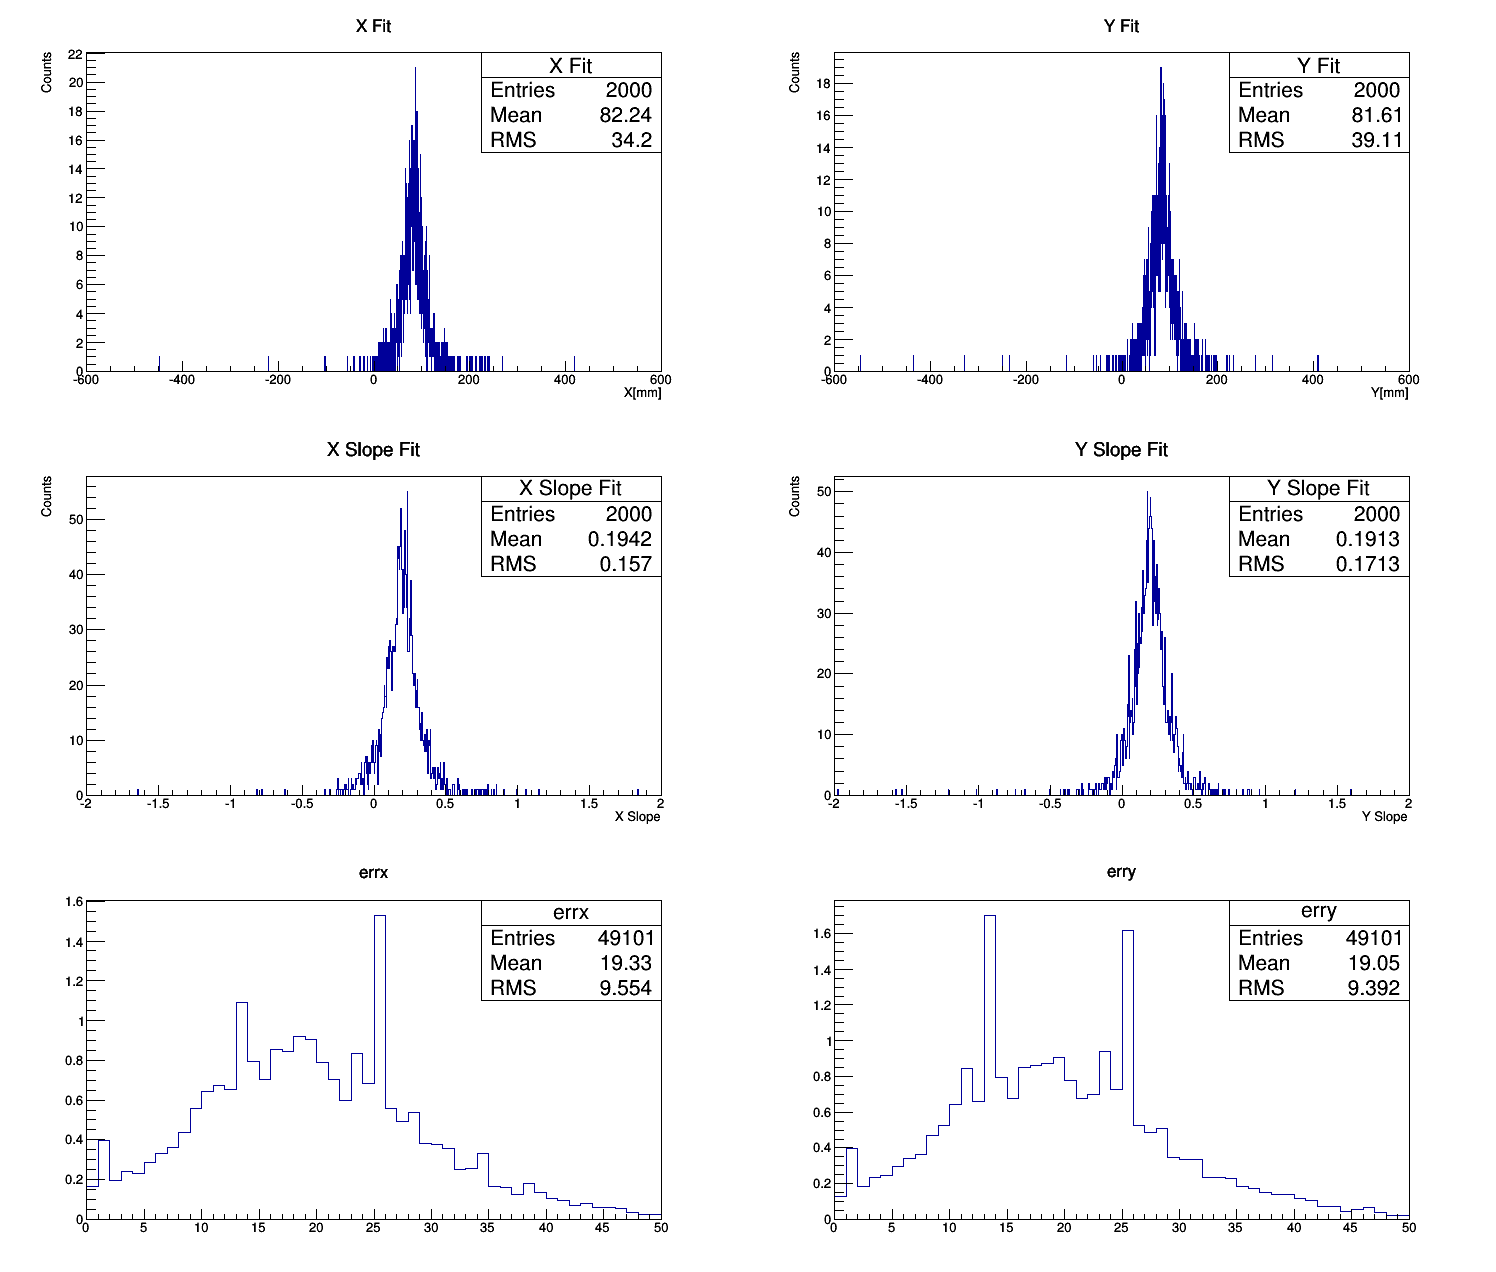 X Fit
Counts
X Fit
Entries 2000
Mean 82.24
RMS 34.2
22
20
18
16
14
12
10
8
6
4
2
0
-600 -400 -200 0 200 400 600
X[mm]
Y Fit
Counts
Y Fit
Entries 2000
Mean 81.61
RMS 39.11
18
16
14
12
10
8
6
4
2
0
-600 -400 -200 0 200 400 600
Y[mm]
X Slope Fit
Counts
X Slope Fit
Entries 2000
Mean 0.1942
RMS 0.157
50
40
30
20
10
0
-2 -1.5 -1 -0.5 0 0.5 1 1.5 2
X Slope
Y Slope Fit
Counts
Y Slope Fit
Entries 2000
Mean 0.1913
RMS 0.1713
50
40
30
20
10
0
-2 -1.5 -1 -0.5 0 0.5 1 1.5 2
Y Slope
errx
errx
Entries 49101
Mean 19.33
RMS 9.554
1.6
1.4
1.2
1
0.8
0.6
0.4
0.2
0
0 5 10 15 20 25 30 35 40 45 50
erry
erry
Entries 49101
Mean 19.05
RMS 9.392
1.6
1.4
1.2
1
0.8
0.6
0.4
0.2
0
0 5 10 15 20 25 30 35 40 45 50